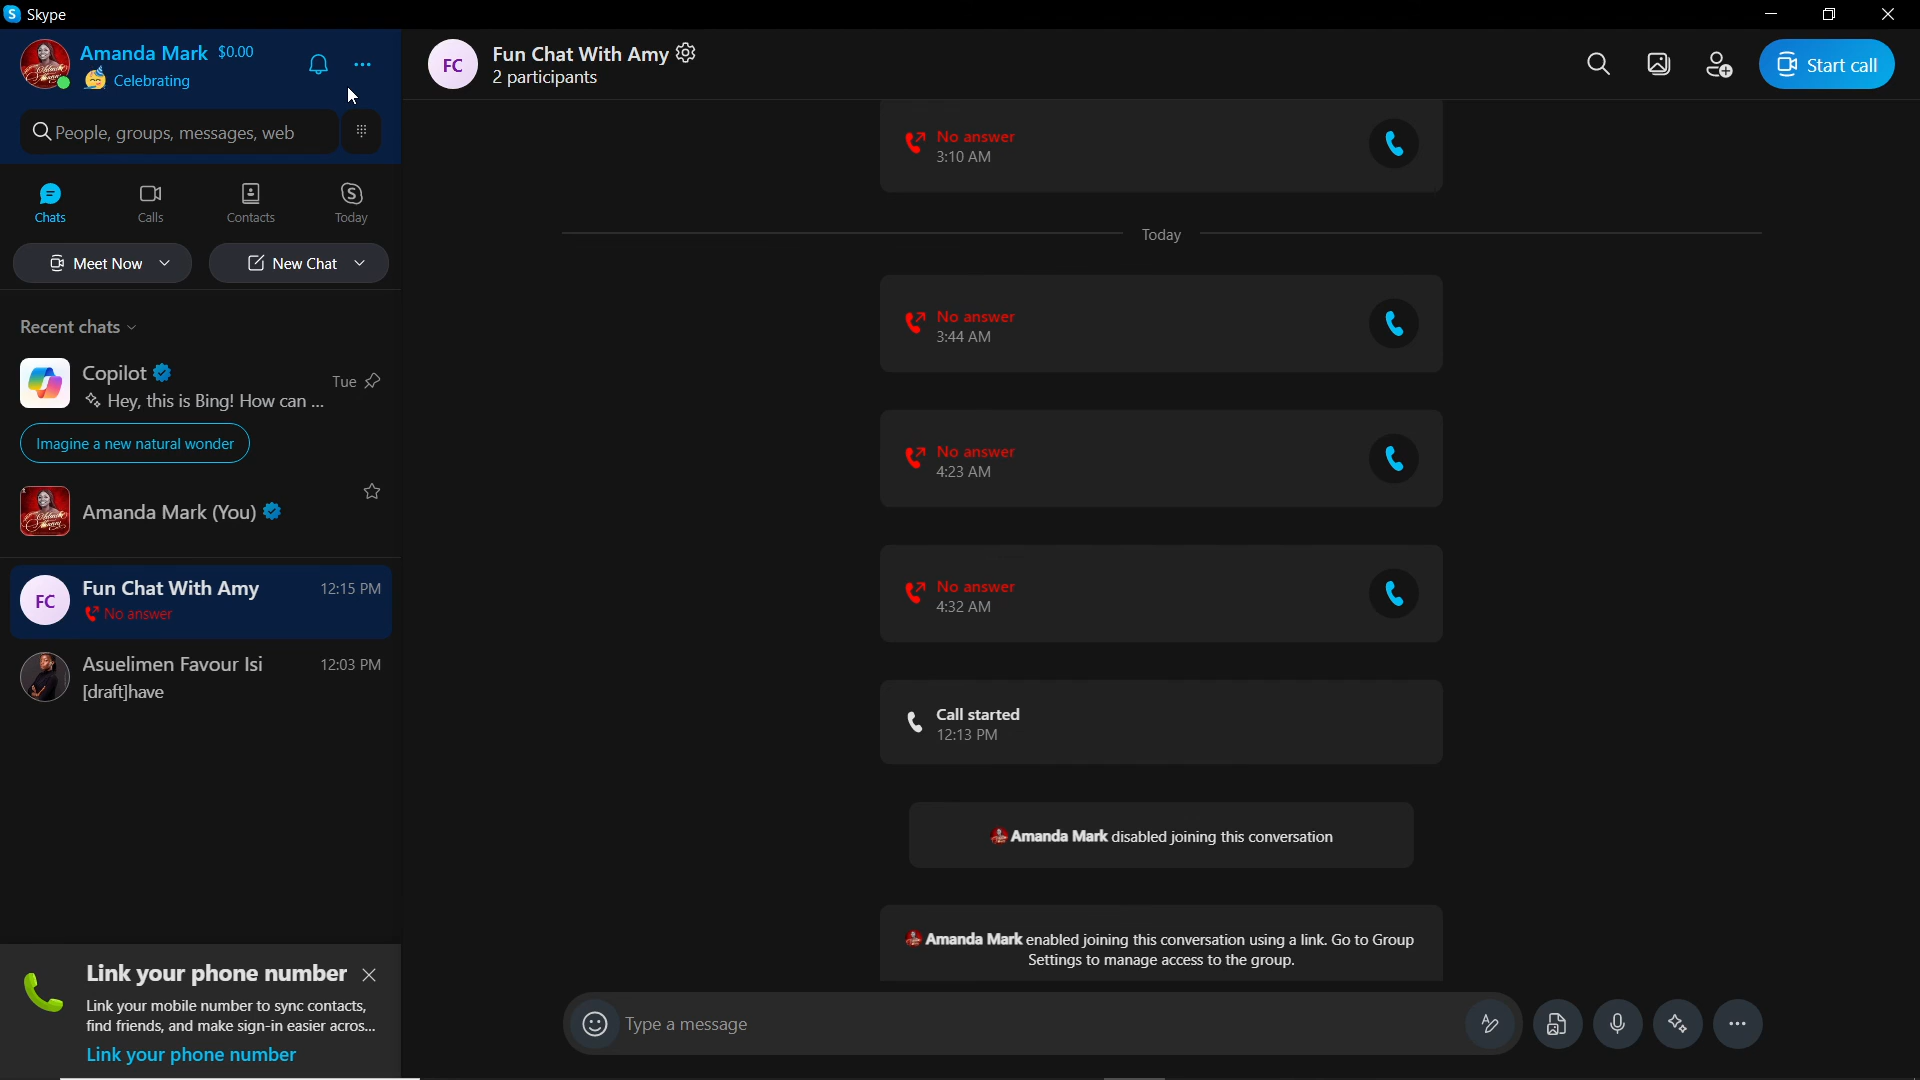 Skype
Amanda Mark $0.00
Celebrating
People, groups, messages, web
Chats
Calls
Contacts
Today
Meet Now
New Chat
Recent chats
Copilot
Tue
Hey, this is Bing! How can ...
Imagine a new natural wonder
Amanda Mark (You)
FC
Fun Chat With Amy
12:15 PM
No answer
Asuelimen Favour Isi
12:03 PM
[draft]have
Link your phone number
Link your mobile number to sync contacts,
find friends, and make sign-in easier acros...
Link your phone number
FC
Fun Chat With Amy
2 participants
Start call
No answer
3:10 AM
Today
No answer
3:44 AM
No answer
4:23 AM
No answer
4:32 AM
Call started
12:13 PM
Amanda Mark disabled joining this conversation
Amanda Mark enabled joining this conversation using a link. Go to Group
Settings to manage access to the group.
Type a message